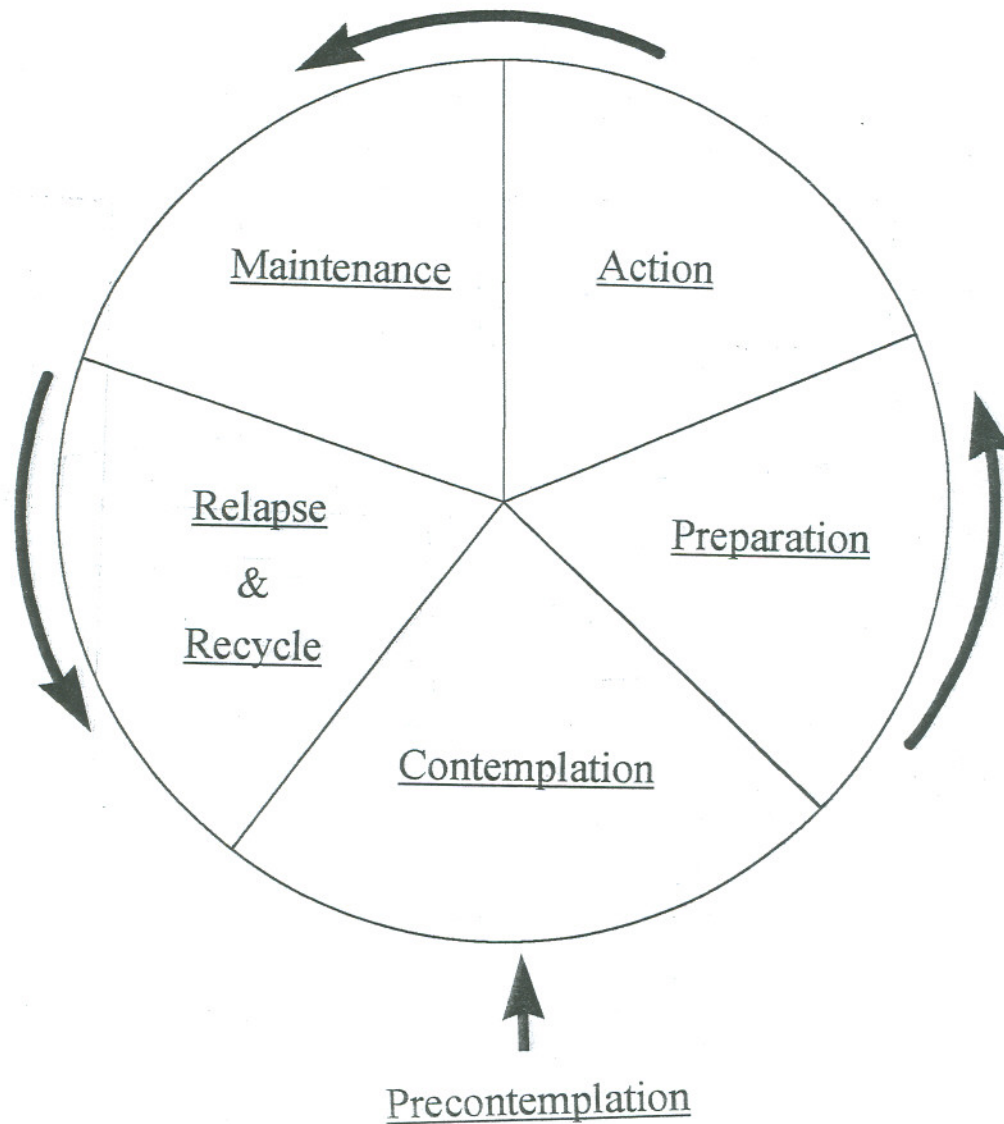 Maintenance
Action
Relapse
&
Recycle
Preparation
Contemplation
Precontemplation